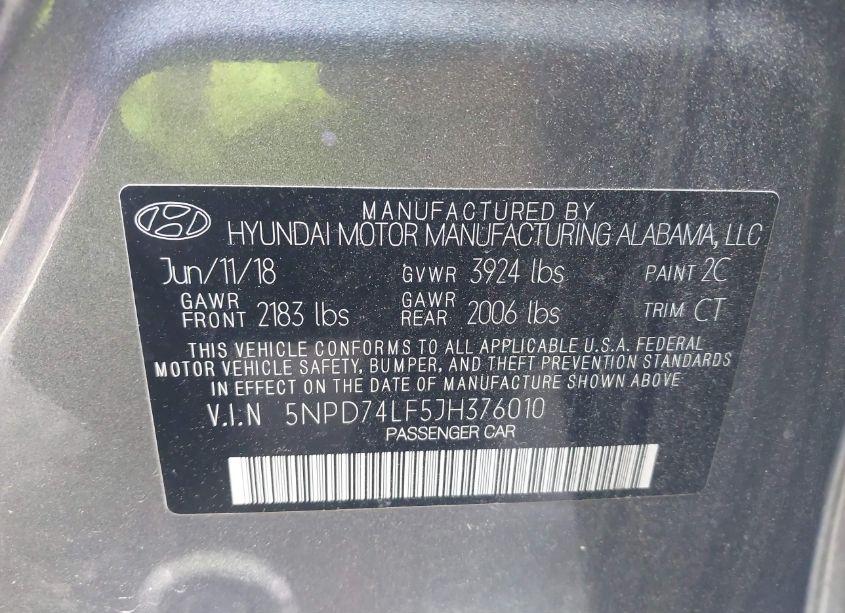 MANUFACTURED BY
HYUNDAI MOTOR MANUFACTURING ALABAMA, LLC
Jun/11/18 GVWR 3924 lbs PAINT 2C
GAWR FRONT 2183 lbs GAWR REAR 2006 lbs TRIM CT
THIS VEHICLE CONFORMS TO ALL APPLICABLE U.S.A. FEDERAL
MOTOR VEHICLE SAFETY, BUMPER, AND THEFT PREVENTION STANDARDS
IN EFFECT ON THE DATE OF MANUFACTURE SHOWN ABOVE
V.I.N 5NPD74LF5JH376010
PASSENGER CAR